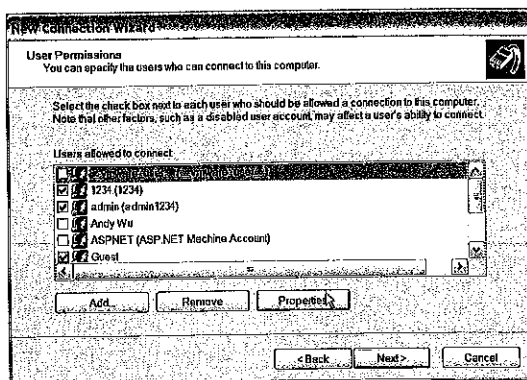 New Connection Wizard
User Permissions
You can specify the users who can connect to this computer.
Select the check box next to each user who should be allowed a connection to this computer.
Note that other factors, such as a disabled user account, may affect a user's ability to connect.
Users allowed to connect:
1234 (1234)
admin (admin1234)
Andy Wu
ASPNET (ASP.NET Machine Account)
Guest
Add...
Remove
Properties
< Back
Next >
Cancel